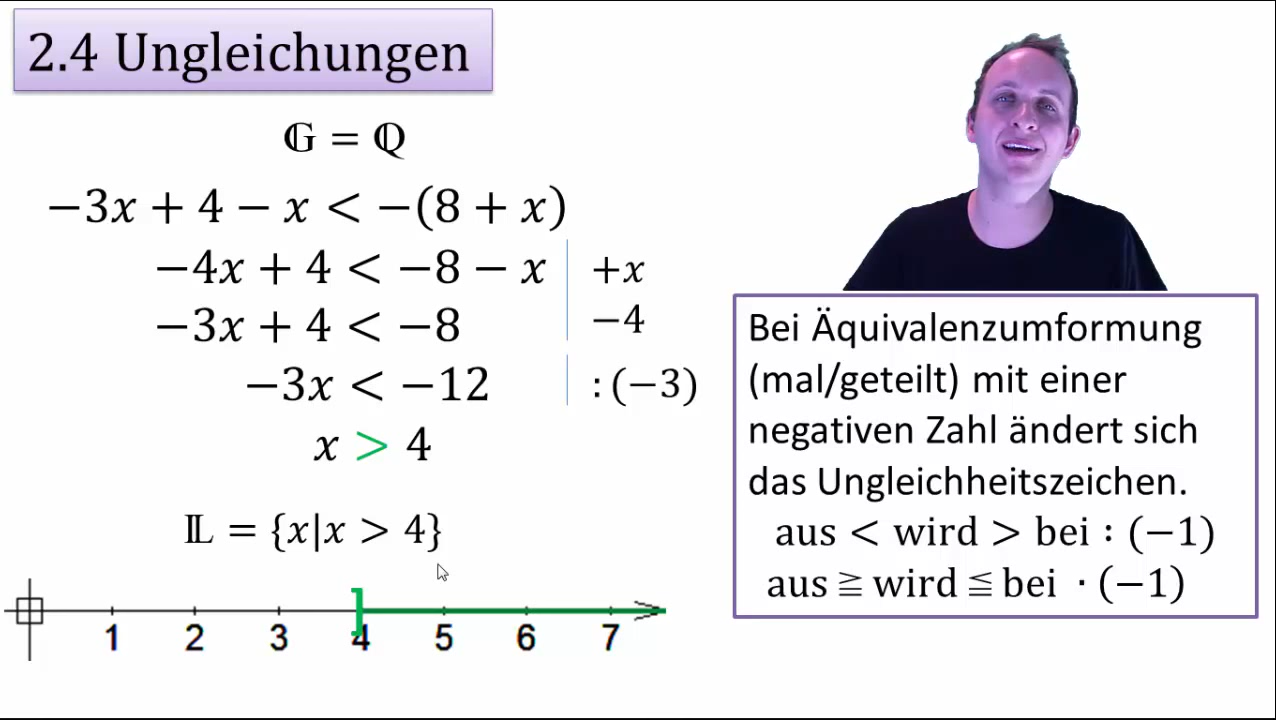 2.4 Ungleichungen
𝔾 = ℚ
−3x + 4 − x < −(8 + x)
−4x + 4 < −8 − x | +x
−3x + 4 < −8 | −4
−3x < −12 | :(−3)
x > 4
𝕃 = {x|x > 4}
1 2 3 4 5 6 7
Bei Äquivalenzumformung
(mal/geteilt) mit einer
negativen Zahl ändert sich
das Ungleichheitszeichen.
aus < wird > bei : (−1)
aus ≧ wird ≦ bei · (−1)